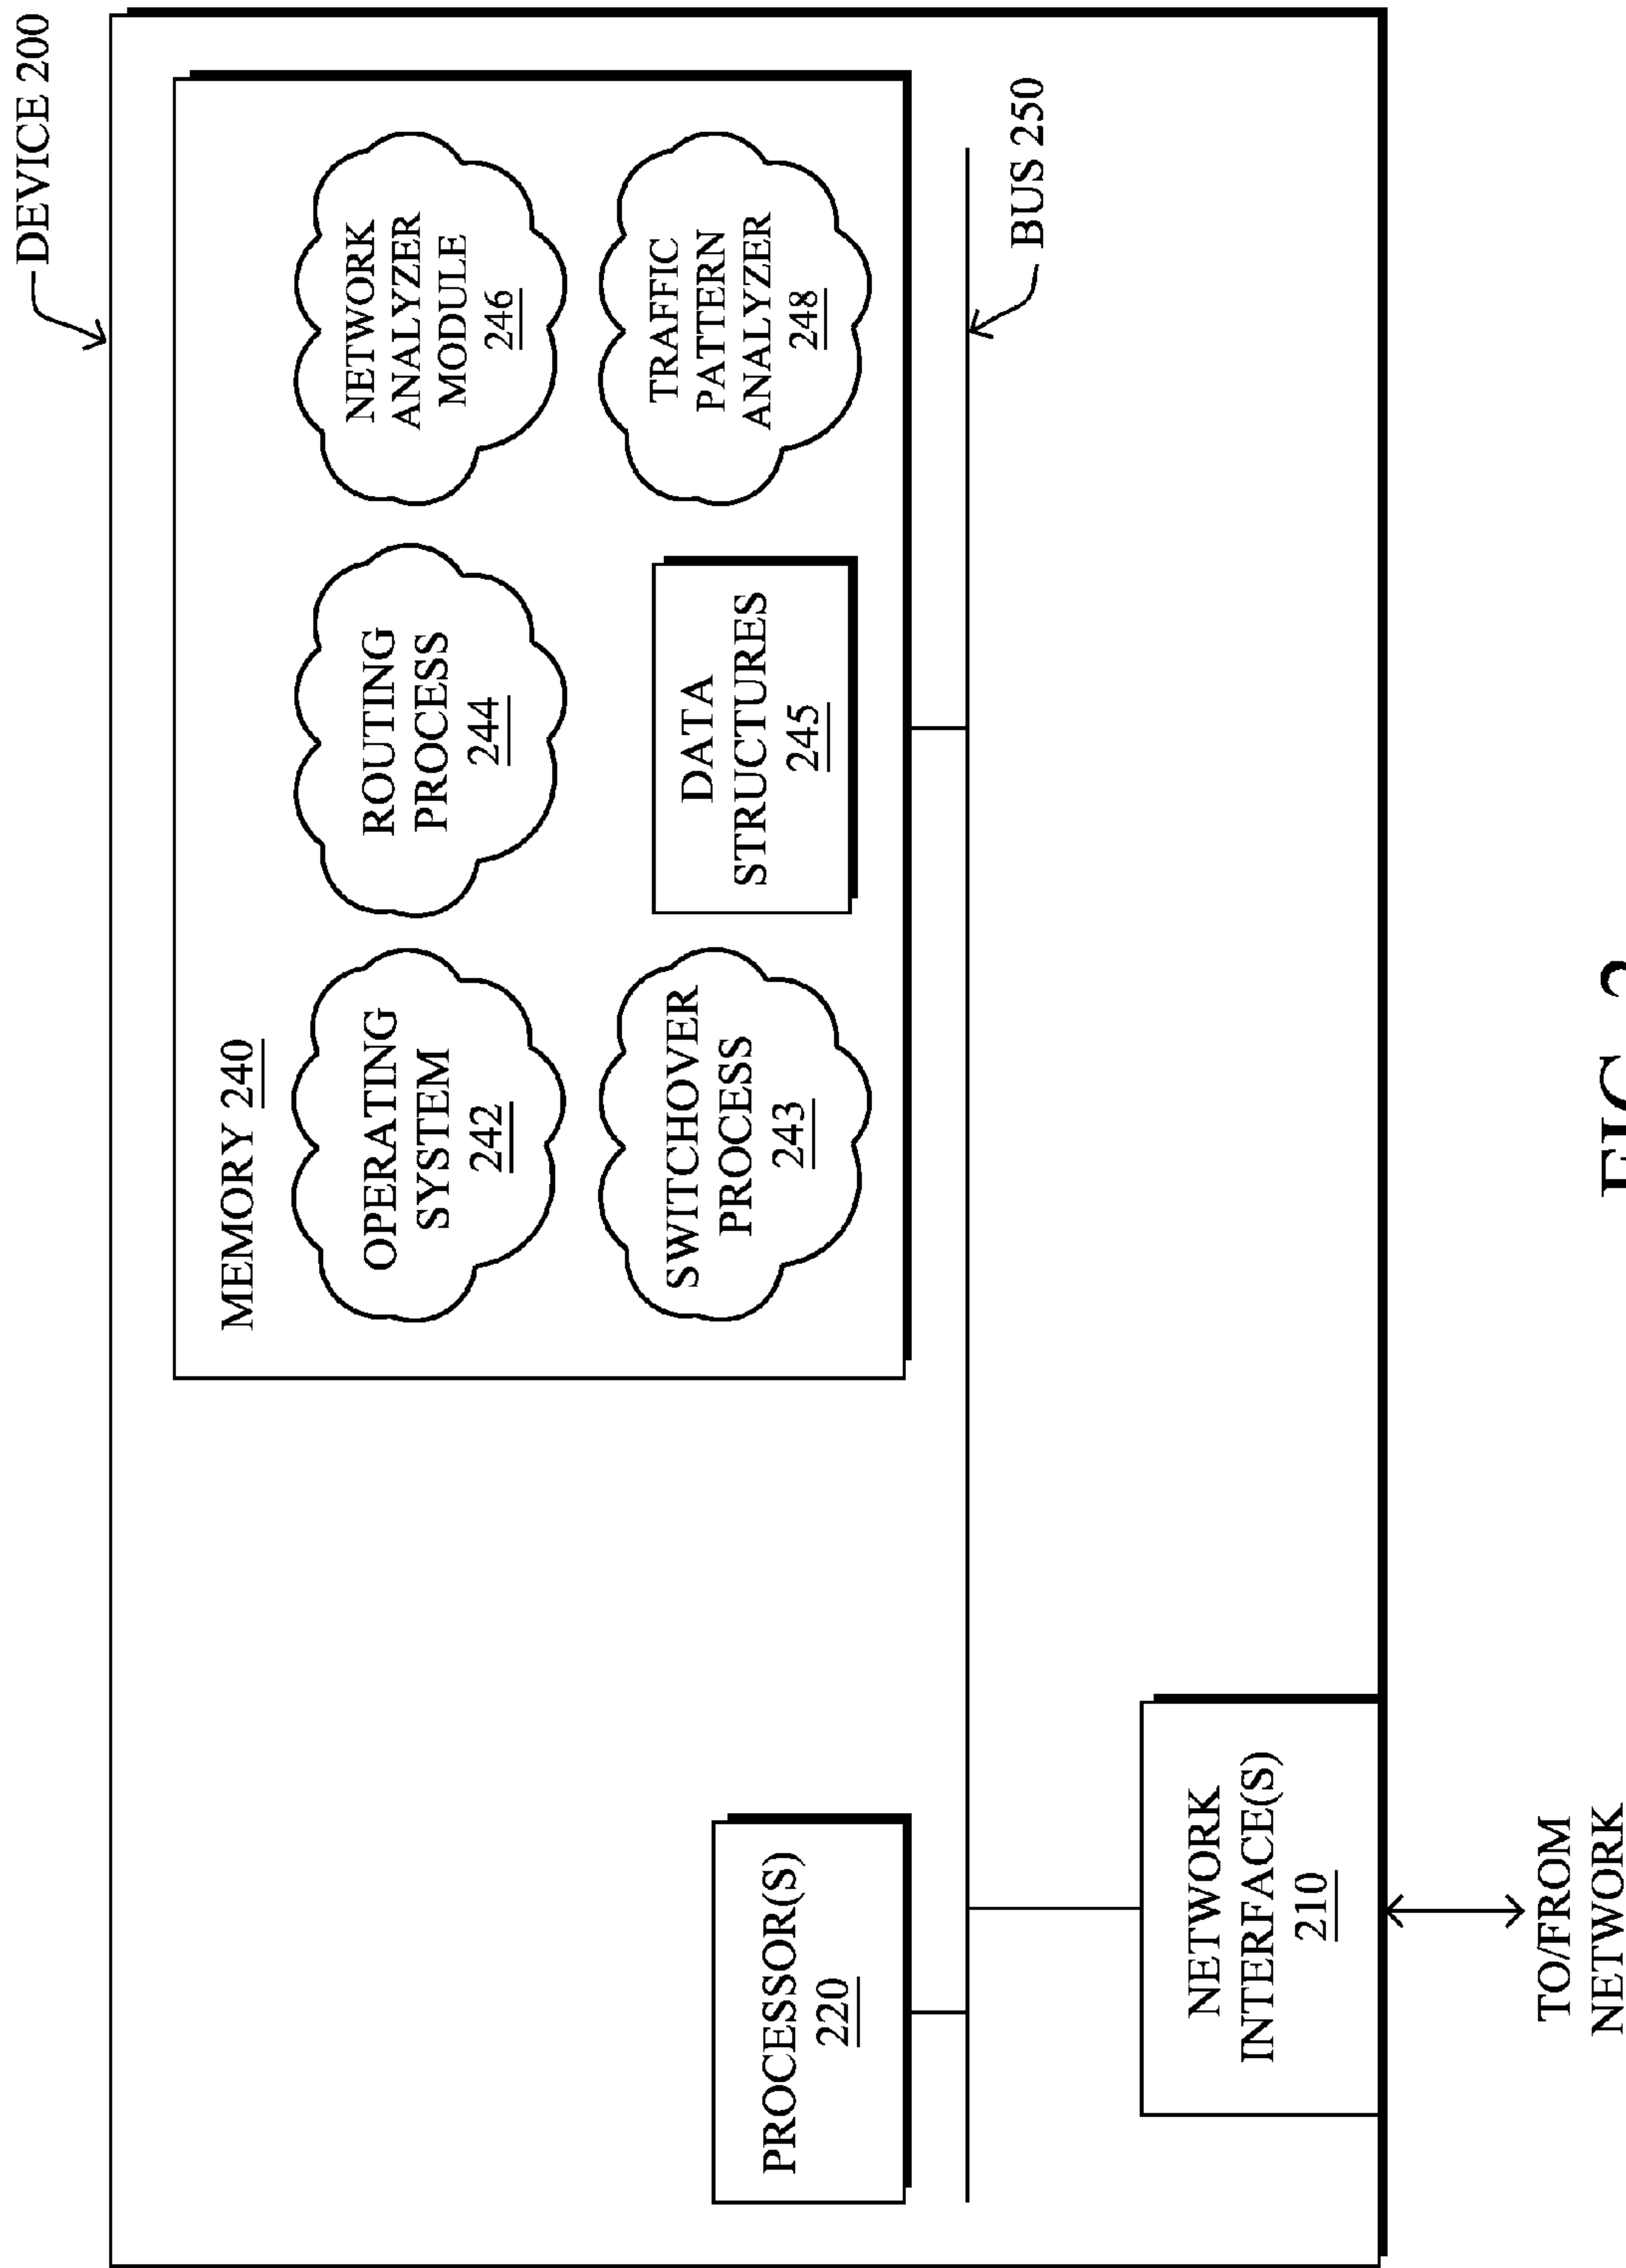 DEVICE 200
MEMORY 240
OPERATING
SYSTEM
242
ROUTING
PROCESS
244
NETWORK
ANALYZER
MODULE
246
SWITCHOVER
PROCESS
243
DATA
STRUCTURES
245
TRAFFIC
PATTERN
ANALYZER
248
PROCESSOR(S)
220
BUS 250
NETWORK
INTERFACE(S)
210
TO/FROM
NETWORK
FIG.